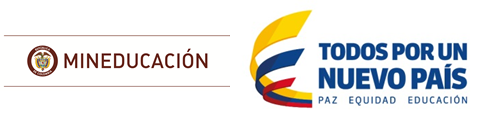 MINEDUCACIÓN
TODOS POR UN
NUEVO PAÍS
PAZ EQUIDAD EDUCACIÓN